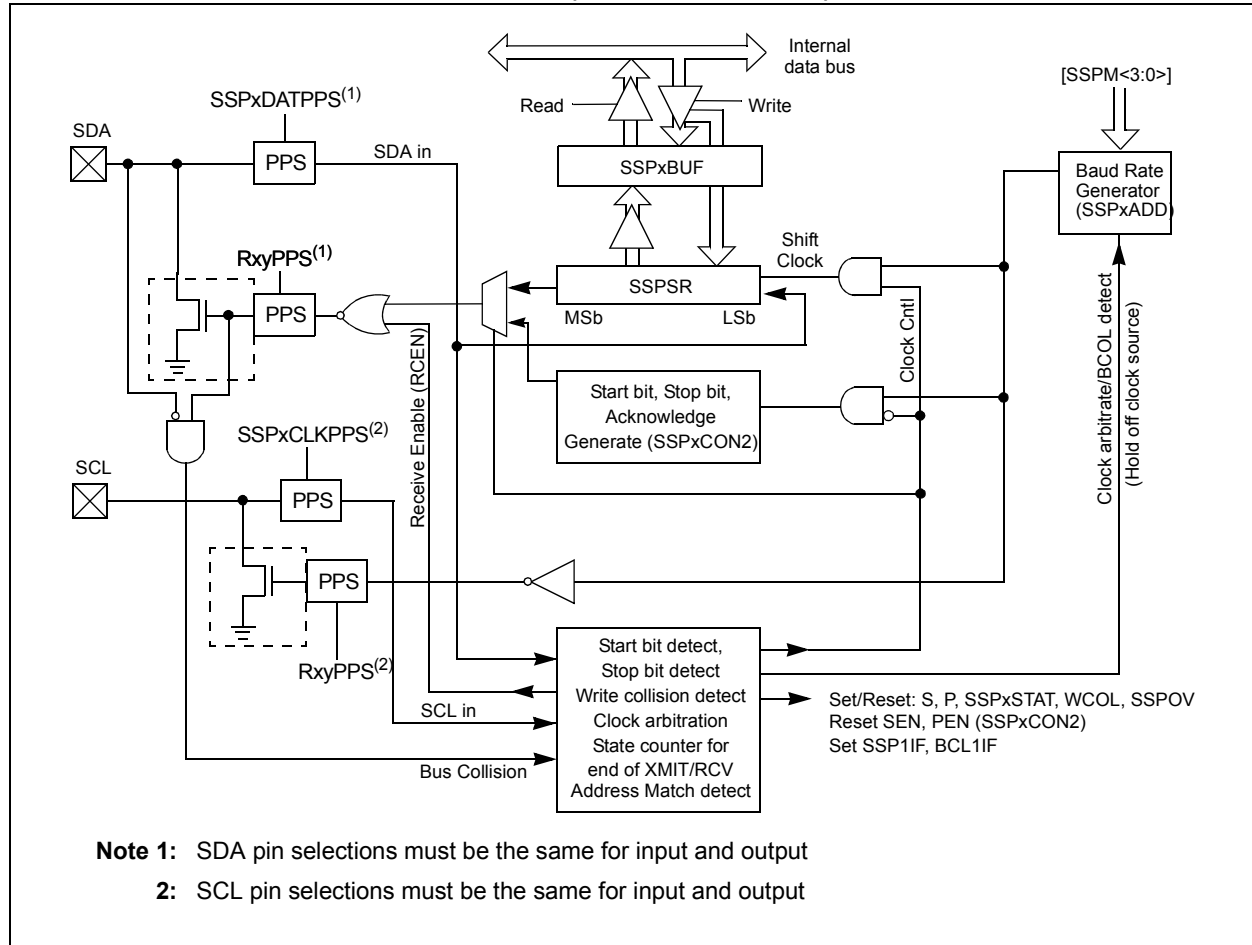 Internal
data bus
[SSPM<3:0>]
Read
Write
SSPxDATPPS(1)
SDA
PPS
SDA in
SSPxBUF
Baud Rate
Generator
(SSPxADD)
Shift
Clock
RxyPPS(1)
PPS
SSPSR
MSb
LSb
Start bit, Stop bit,
Acknowledge
Generate (SSPxCON2)
Clock Cntl
Clock arbitrate/BCOL detect
(Hold off clock source)
Receive Enable (RCEN)
SSPxCLKPPS(2)
SCL
PPS
PPS
RxyPPS(2)
Start bit detect,
Stop bit detect
Write collision detect
Clock arbitration
State counter for
end of XMIT/RCV
Address Match detect
SCL in
Bus Collision
Set/Reset: S, P, SSPxSTAT, WCOL, SSPOV
Reset SEN, PEN (SSPxCON2)
Set SSP1IF, BCL1IF
Note 1: SDA pin selections must be the same for input and output
2: SCL pin selections must be the same for input and output